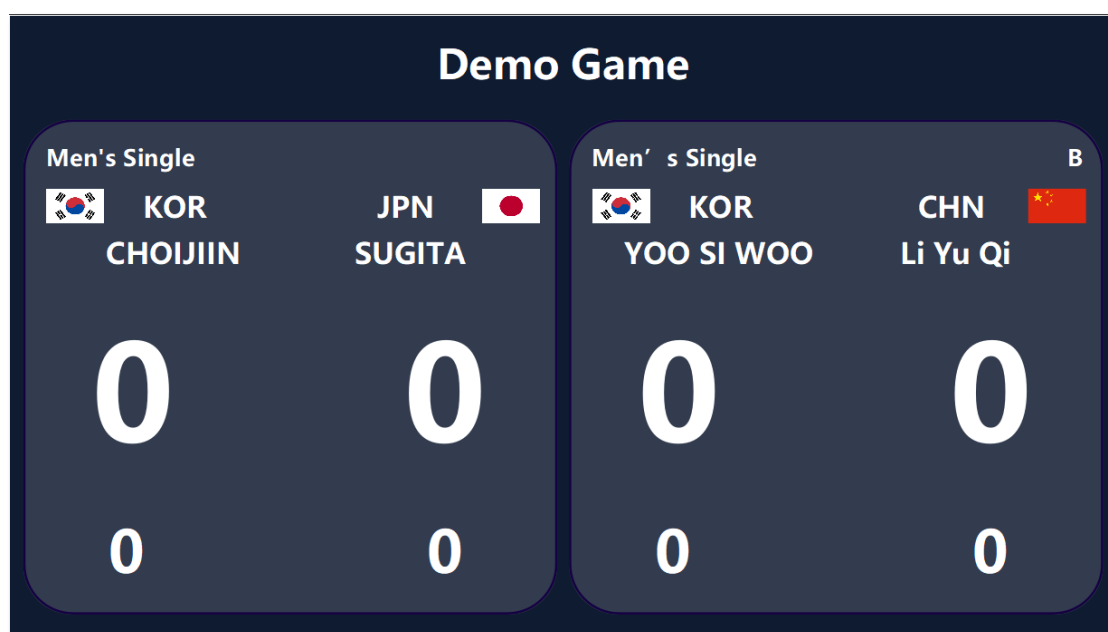 Demo Game
Men's Single
KOR JPN
CHOIJIIN SUGITA
0 0
0 0
Men’s Single B
KOR CHN
YOO SI WOO Li Yu Qi
0 0
0 0